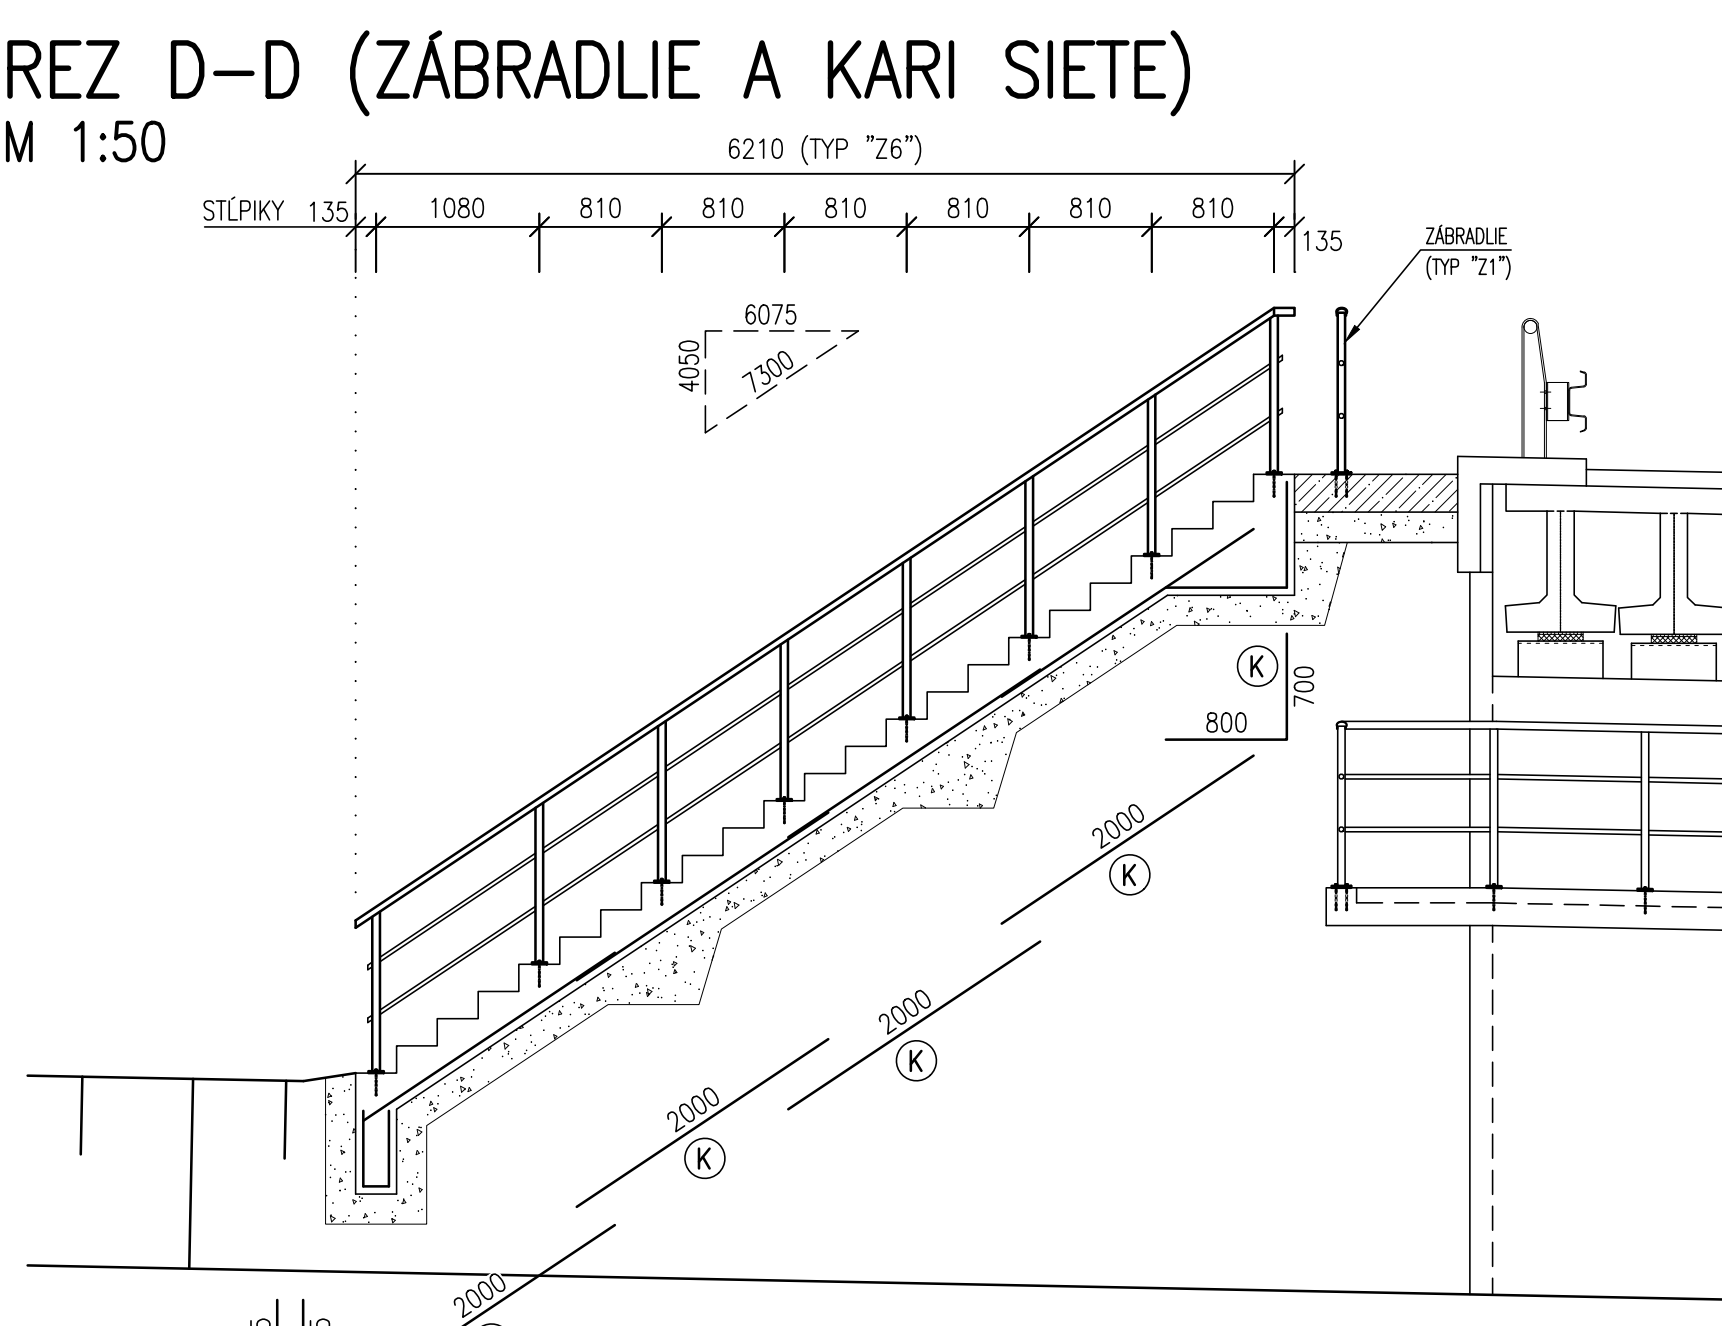 REZ D-D (ZÁBRADLIE A KARI SIETE)
M 1:50
6210 (TYP "Z6")
STĹPIKY 135 1080 810 810 810 810 810 810 135
ZÁBRADLIE
(TYP "Z1")
6075
4050
7300
K
700
800
2000
K
2000
K
2000
K
2000